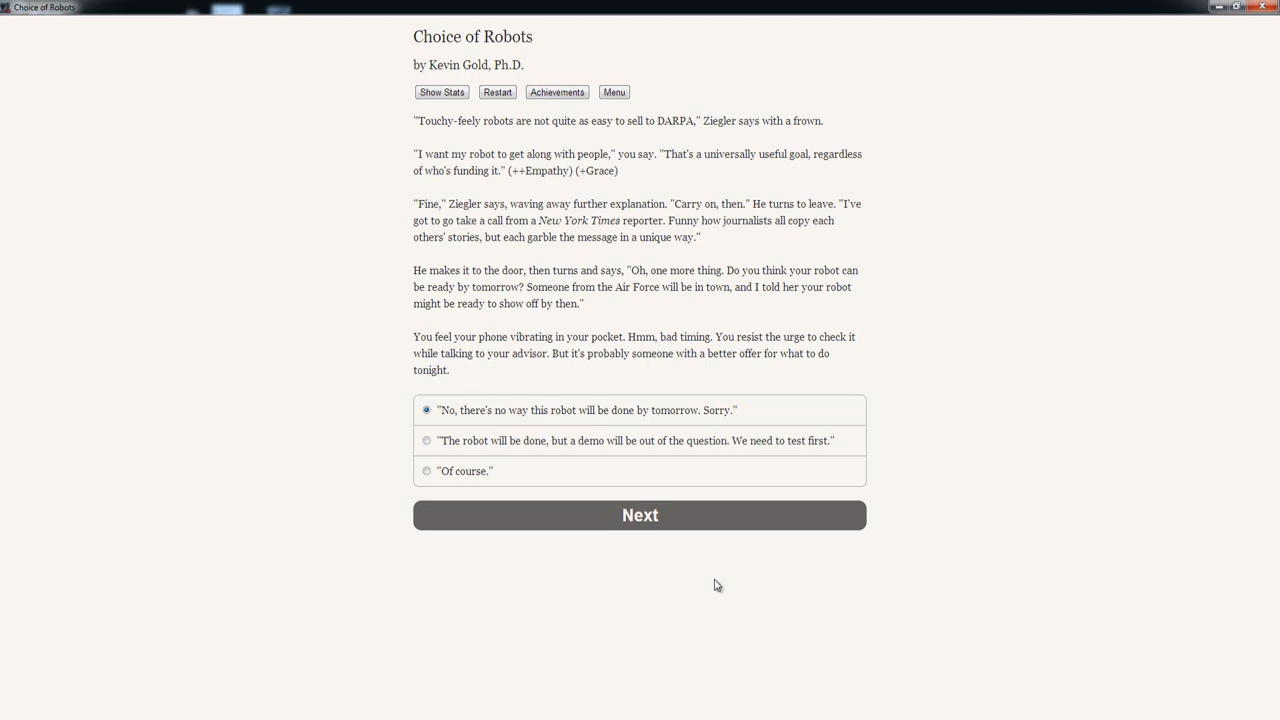 Choice of Robots
Choice of Robots
by Kevin Gold, Ph.D.
Show Stats Restart Achievements Menu
"Touchy-feely robots are not quite as easy to sell to DARPA," Ziegler says with a frown.
"I want my robot to get along with people," you say. "That's a universally useful goal, regardless
of who's funding it." (++Empathy) (+Grace)
"Fine," Ziegler says, waving away further explanation. "Carry on, then." He turns to leave. "I've
got to go take a call from a New York Times reporter. Funny how journalists all copy each
others' stories, but each garble the message in a unique way."
He makes it to the door, then turns and says, "Oh, one more thing. Do you think your robot can
be ready by tomorrow? Someone from the Air Force will be in town, and I told her your robot
might be ready to show off by then."
You feel your phone vibrating in your pocket. Hmm, bad timing. You resist the urge to check it
while talking to your advisor. But it's probably someone with a better offer for what to do
tonight.
"No, there's no way this robot will be done by tomorrow. Sorry."
"The robot will be done, but a demo will be out of the question. We need to test first."
"Of course."
Next